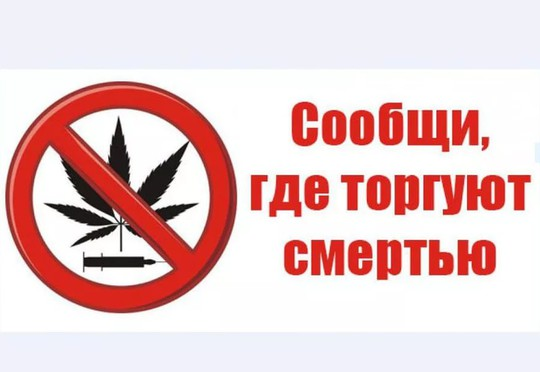 Сообщи,
где торгуют
смертью